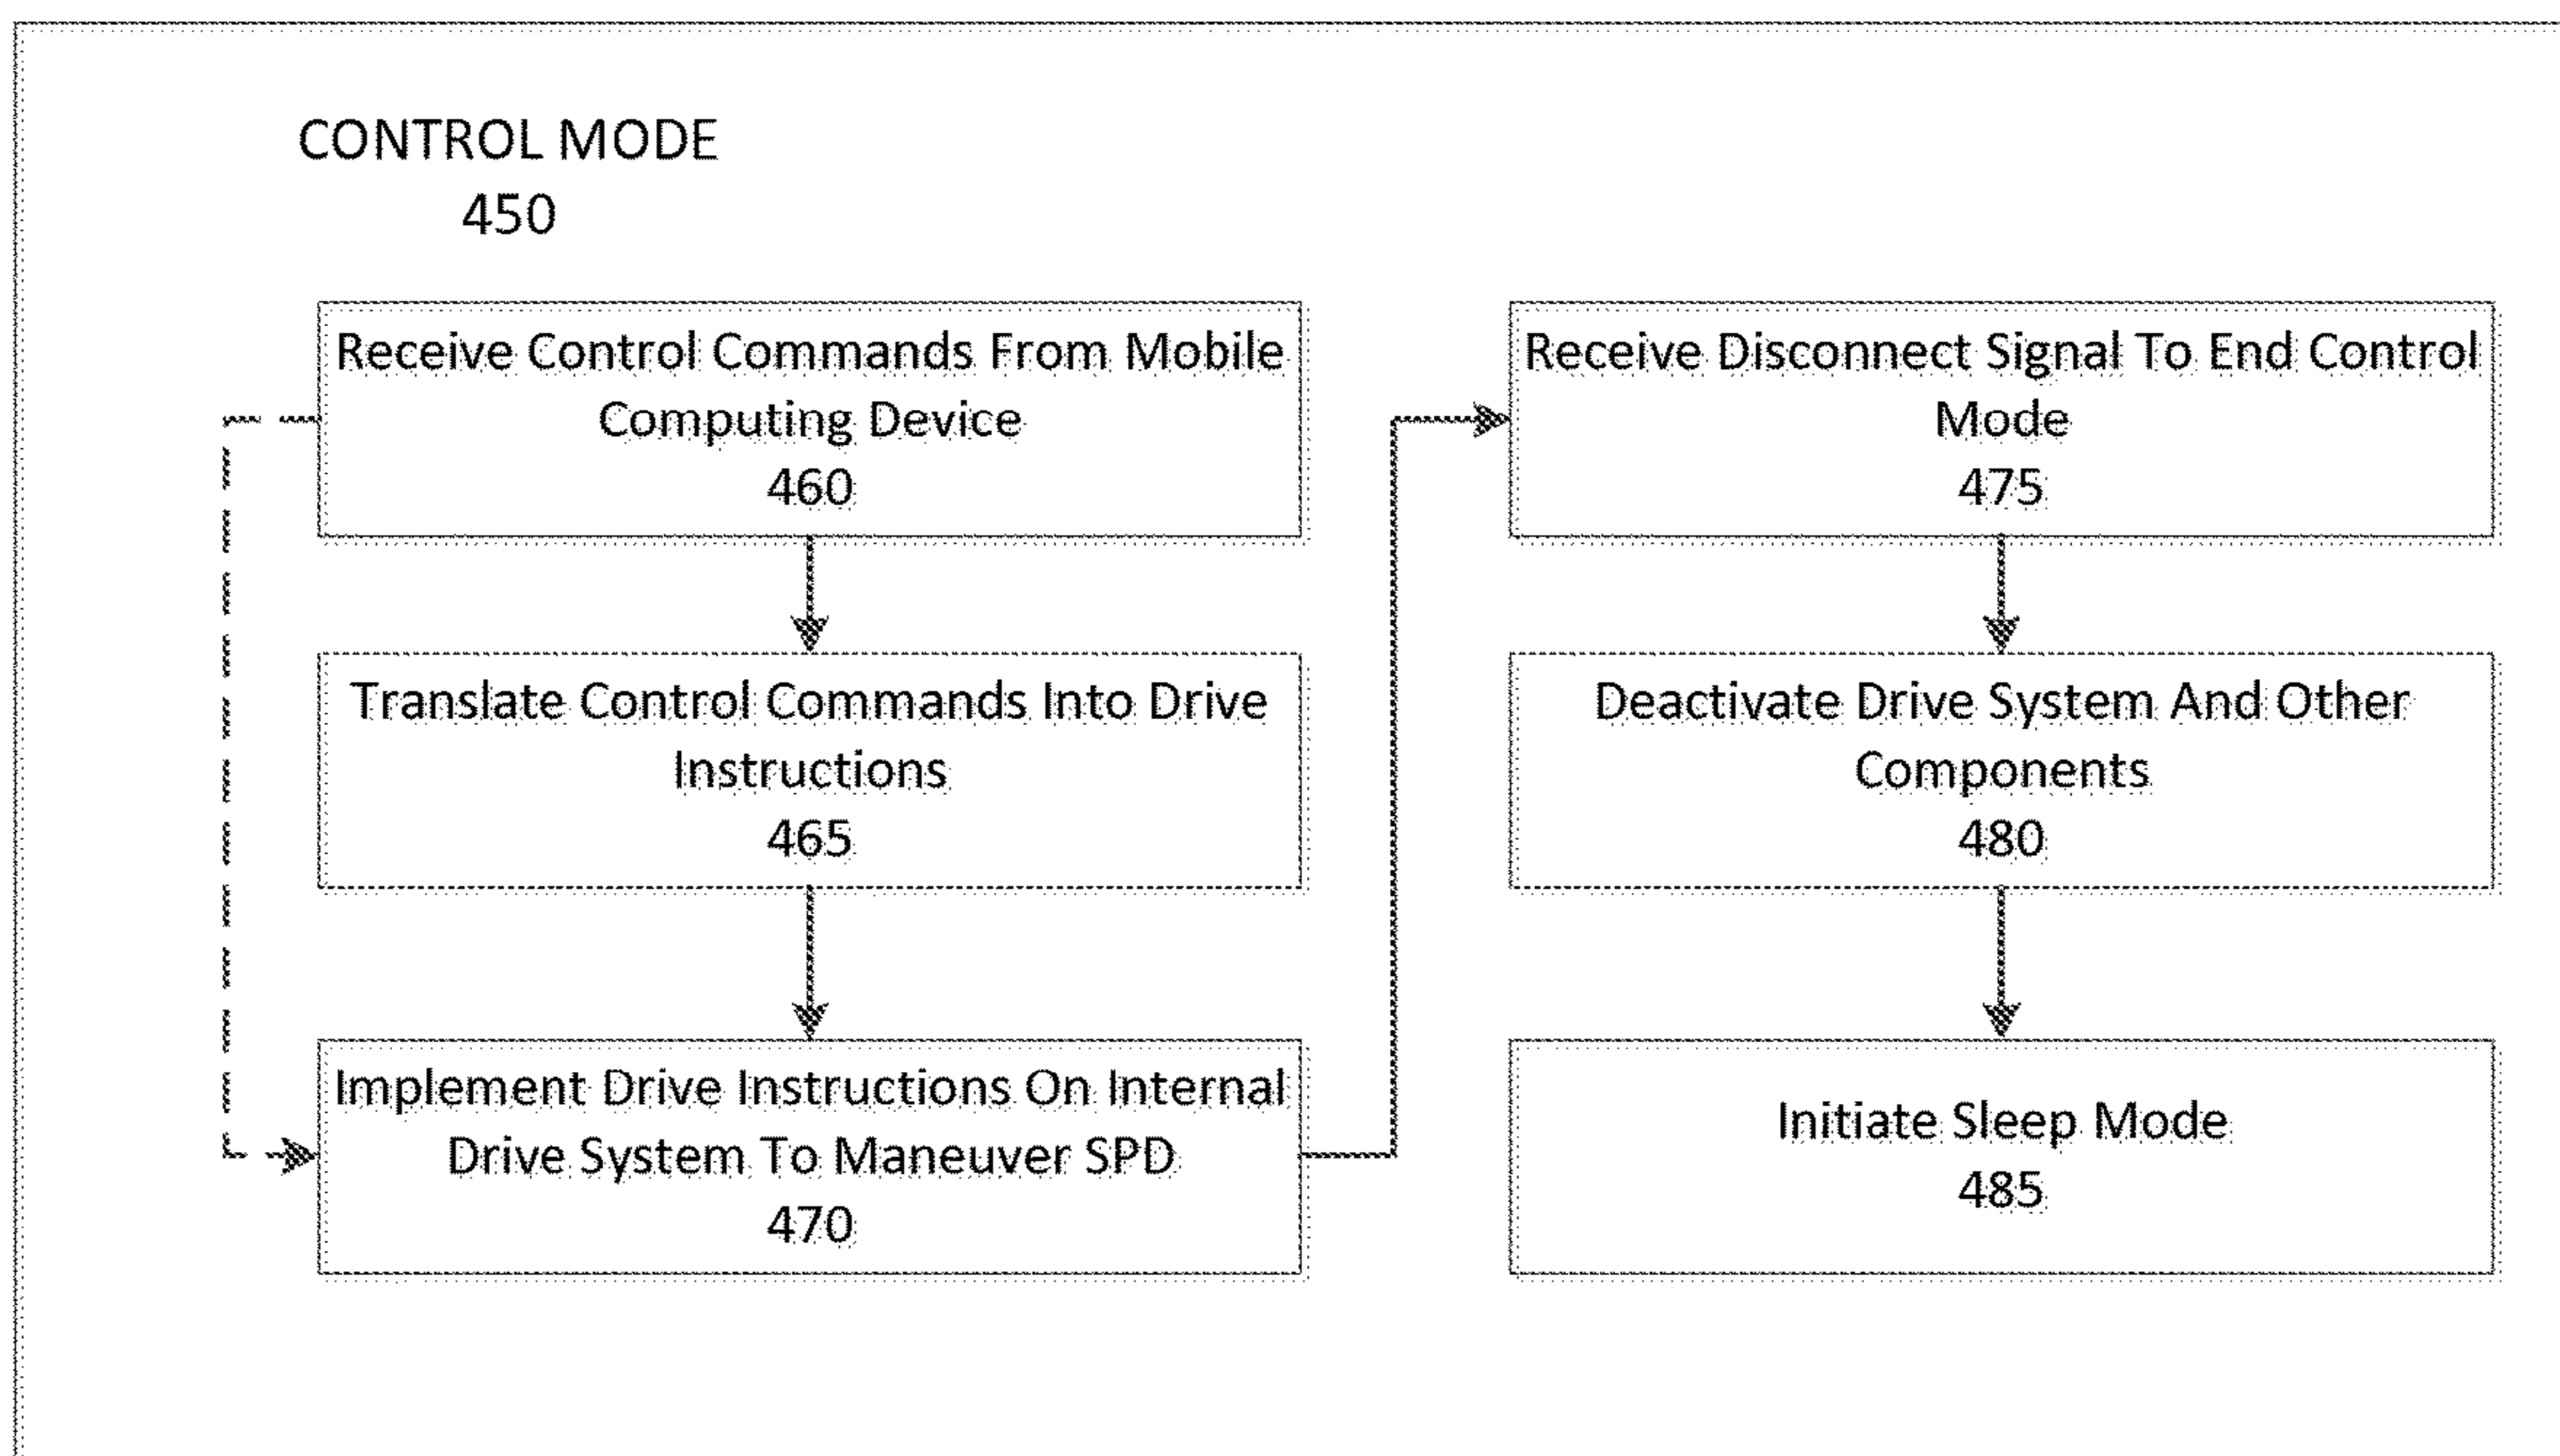 CONTROL MODE
450
Receive Control Commands From Mobile
Computing Device
460
Translate Control Commands Into Drive
Instructions
465
Implement Drive Instructions On Internal
Drive System To Maneuver SPD
470
Receive Disconnect Signal To End Control
Mode
475
Deactivate Drive System And Other
Components
480
Initiate Sleep Mode
485